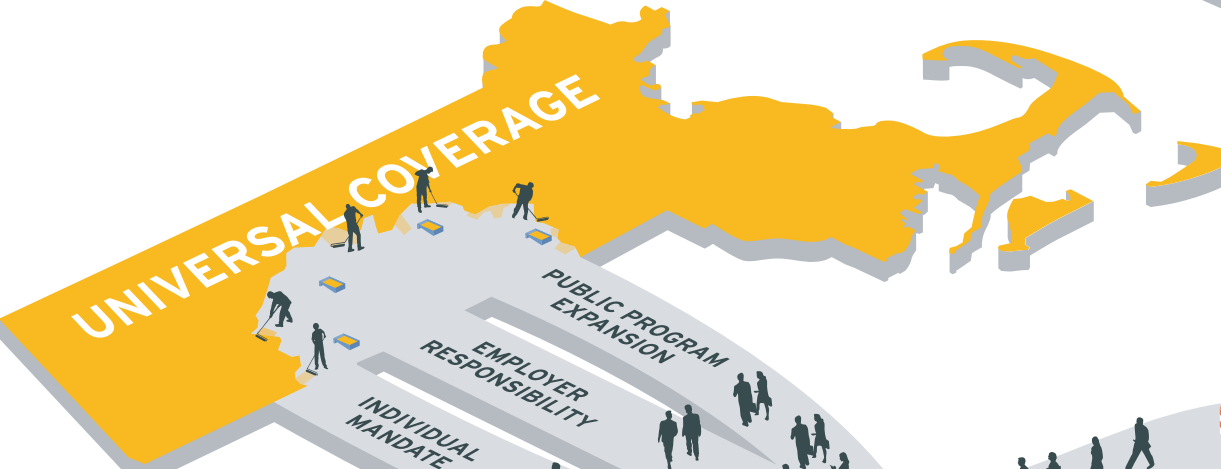 UNIVERSAL COVERAGE
PUBLIC PROGRAM
EXPANSION
EMPLOYER
RESPONSIBILITY
INDIVIDUAL
MANDATE